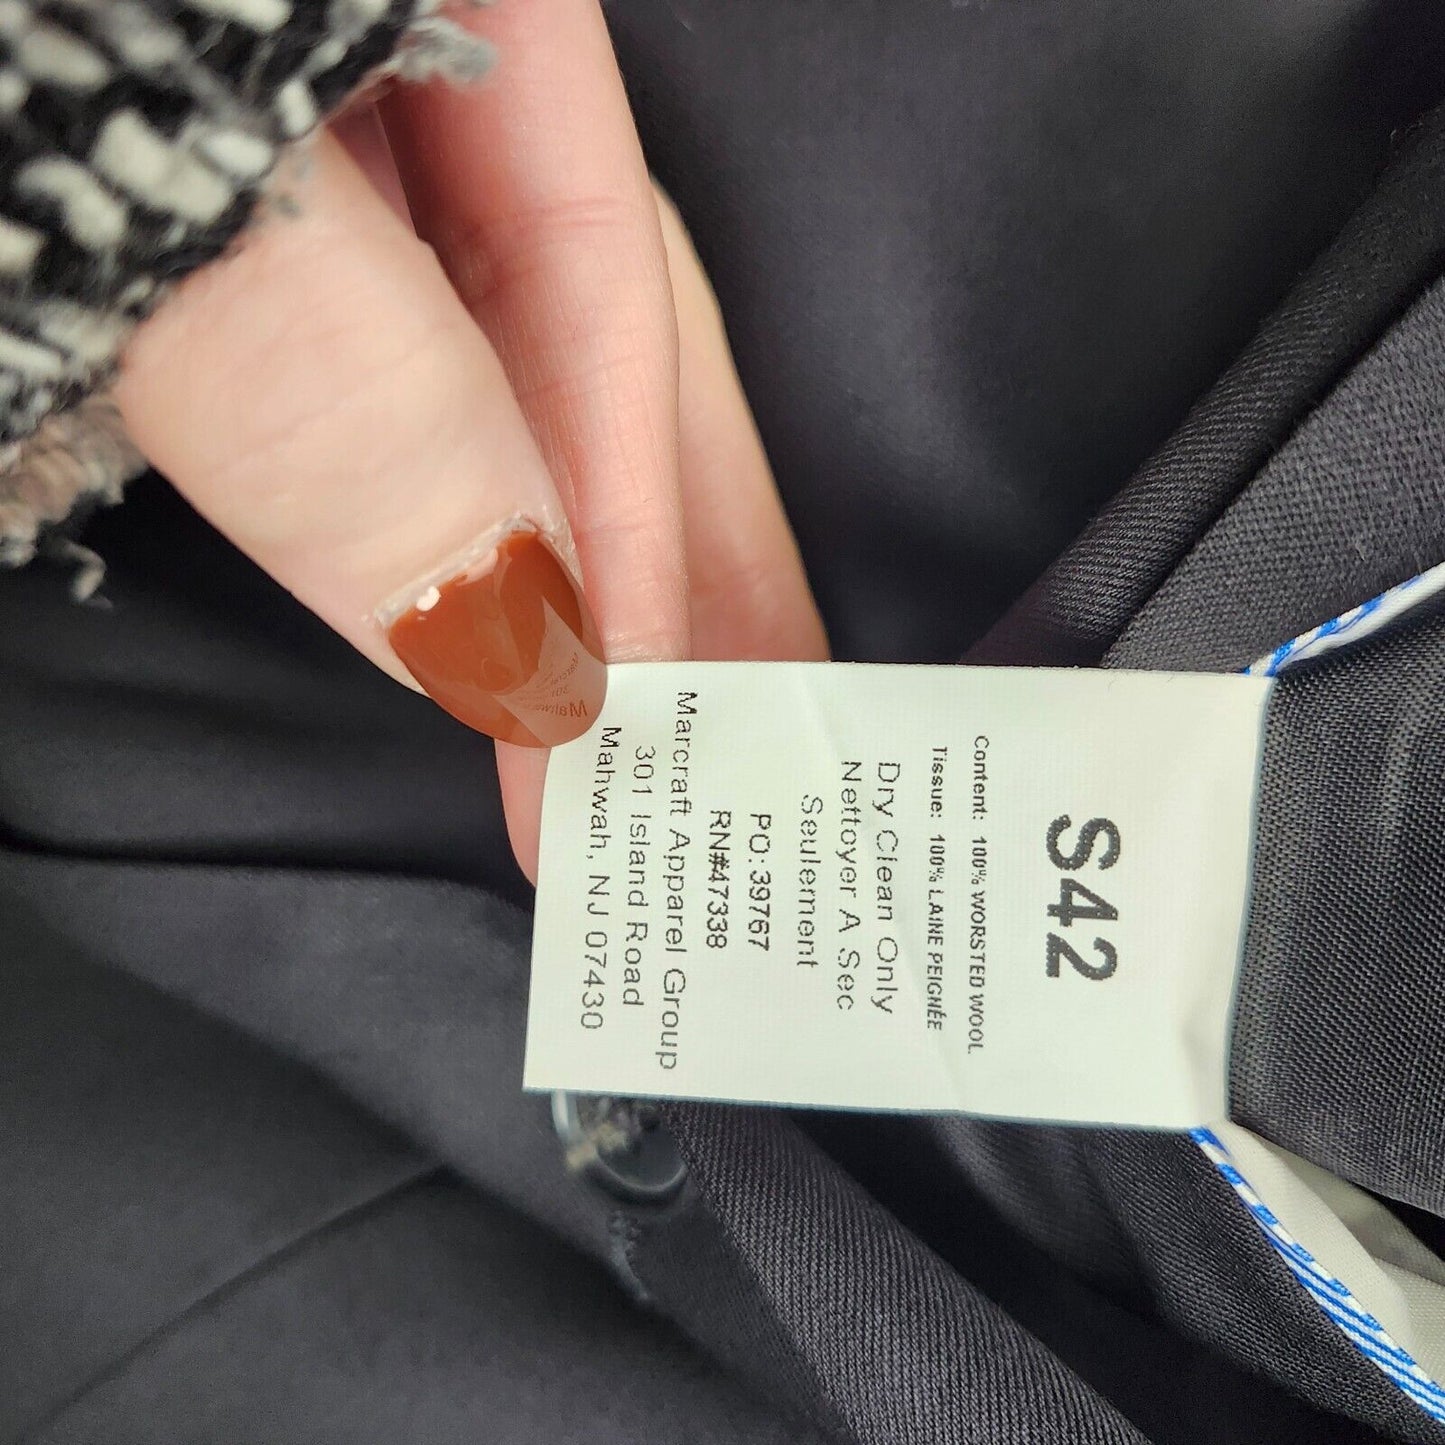 S42
Content: 100% WORSTED WOOL
Tissue: 100% LAINE PEIGNÉE
Dry Clean Only
Nettoyer A Sec
Seulement
PO:39767
RN#47338
Marcraft Apparel Group
301 Island Road
Mahwah, NJ 07430